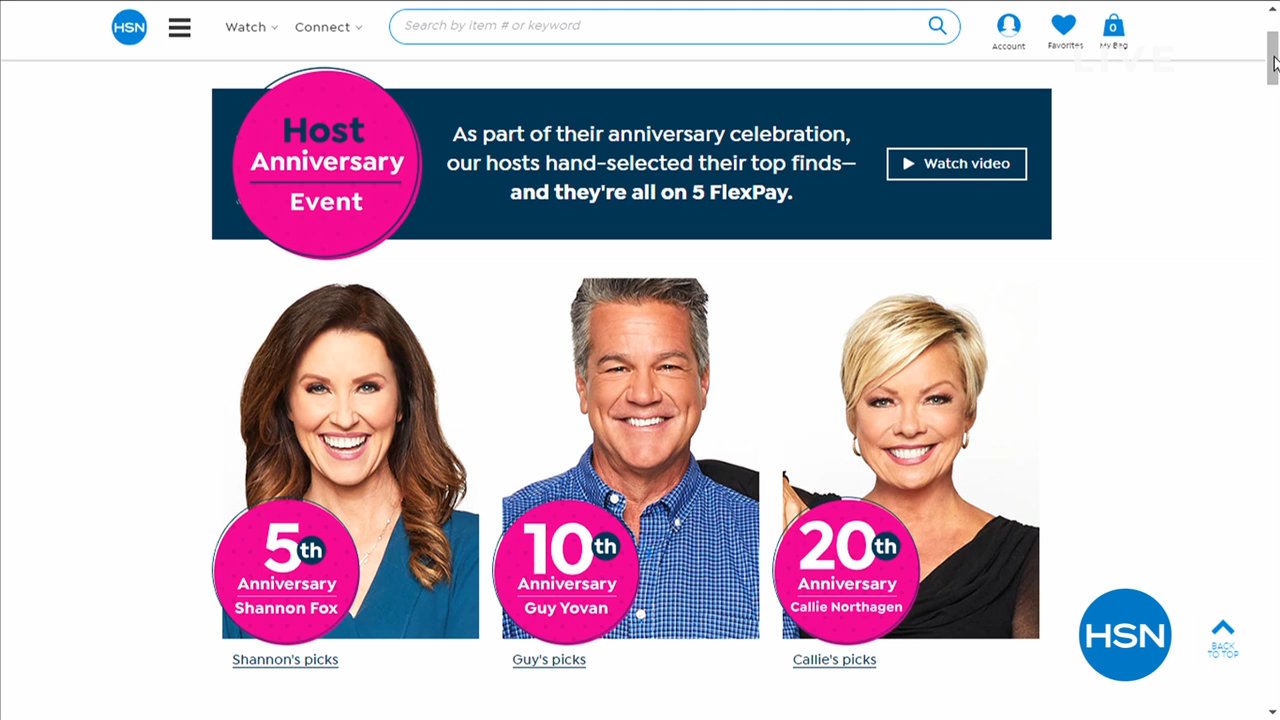 HSN
Watch
Connect
Search by item # or keyword
Account
Favorites
0
My Bag
LIVE
Host
Anniversary
Event
As part of their anniversary celebration,
our hosts hand-selected their top finds—
and they're all on 5 FlexPay.
Watch video
5th
Anniversary
Shannon Fox
10th
Anniversary
Guy Yovan
20th
Anniversary
Callie Northagen
Shannon's picks
Guy's picks
Callie's picks
HSN
BACK
TO TOP